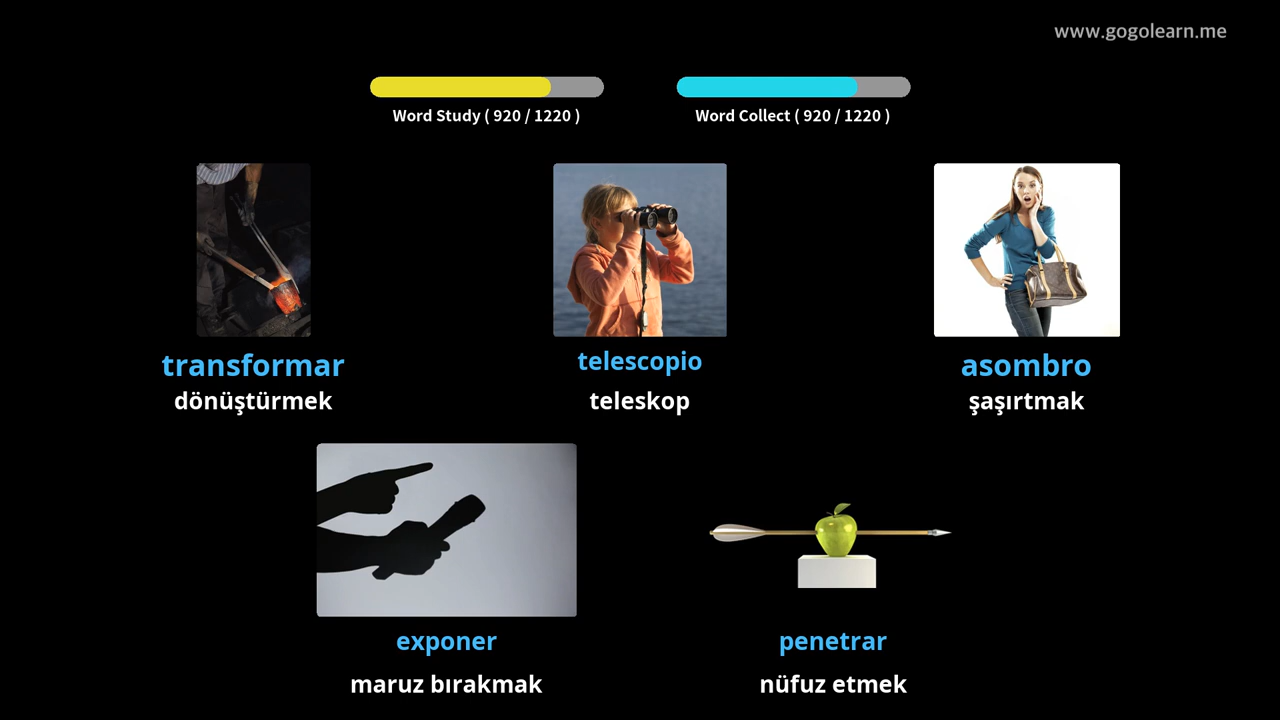 www.gogolearn.me
Word Study ( 920 / 1220 )
Word Collect ( 920 / 1220 )
transformar
dönüştürmek
telescopio
teleskop
asombro
şaşırtmak
exponer
maruz bırakmak
penetrar
nüfuz etmek